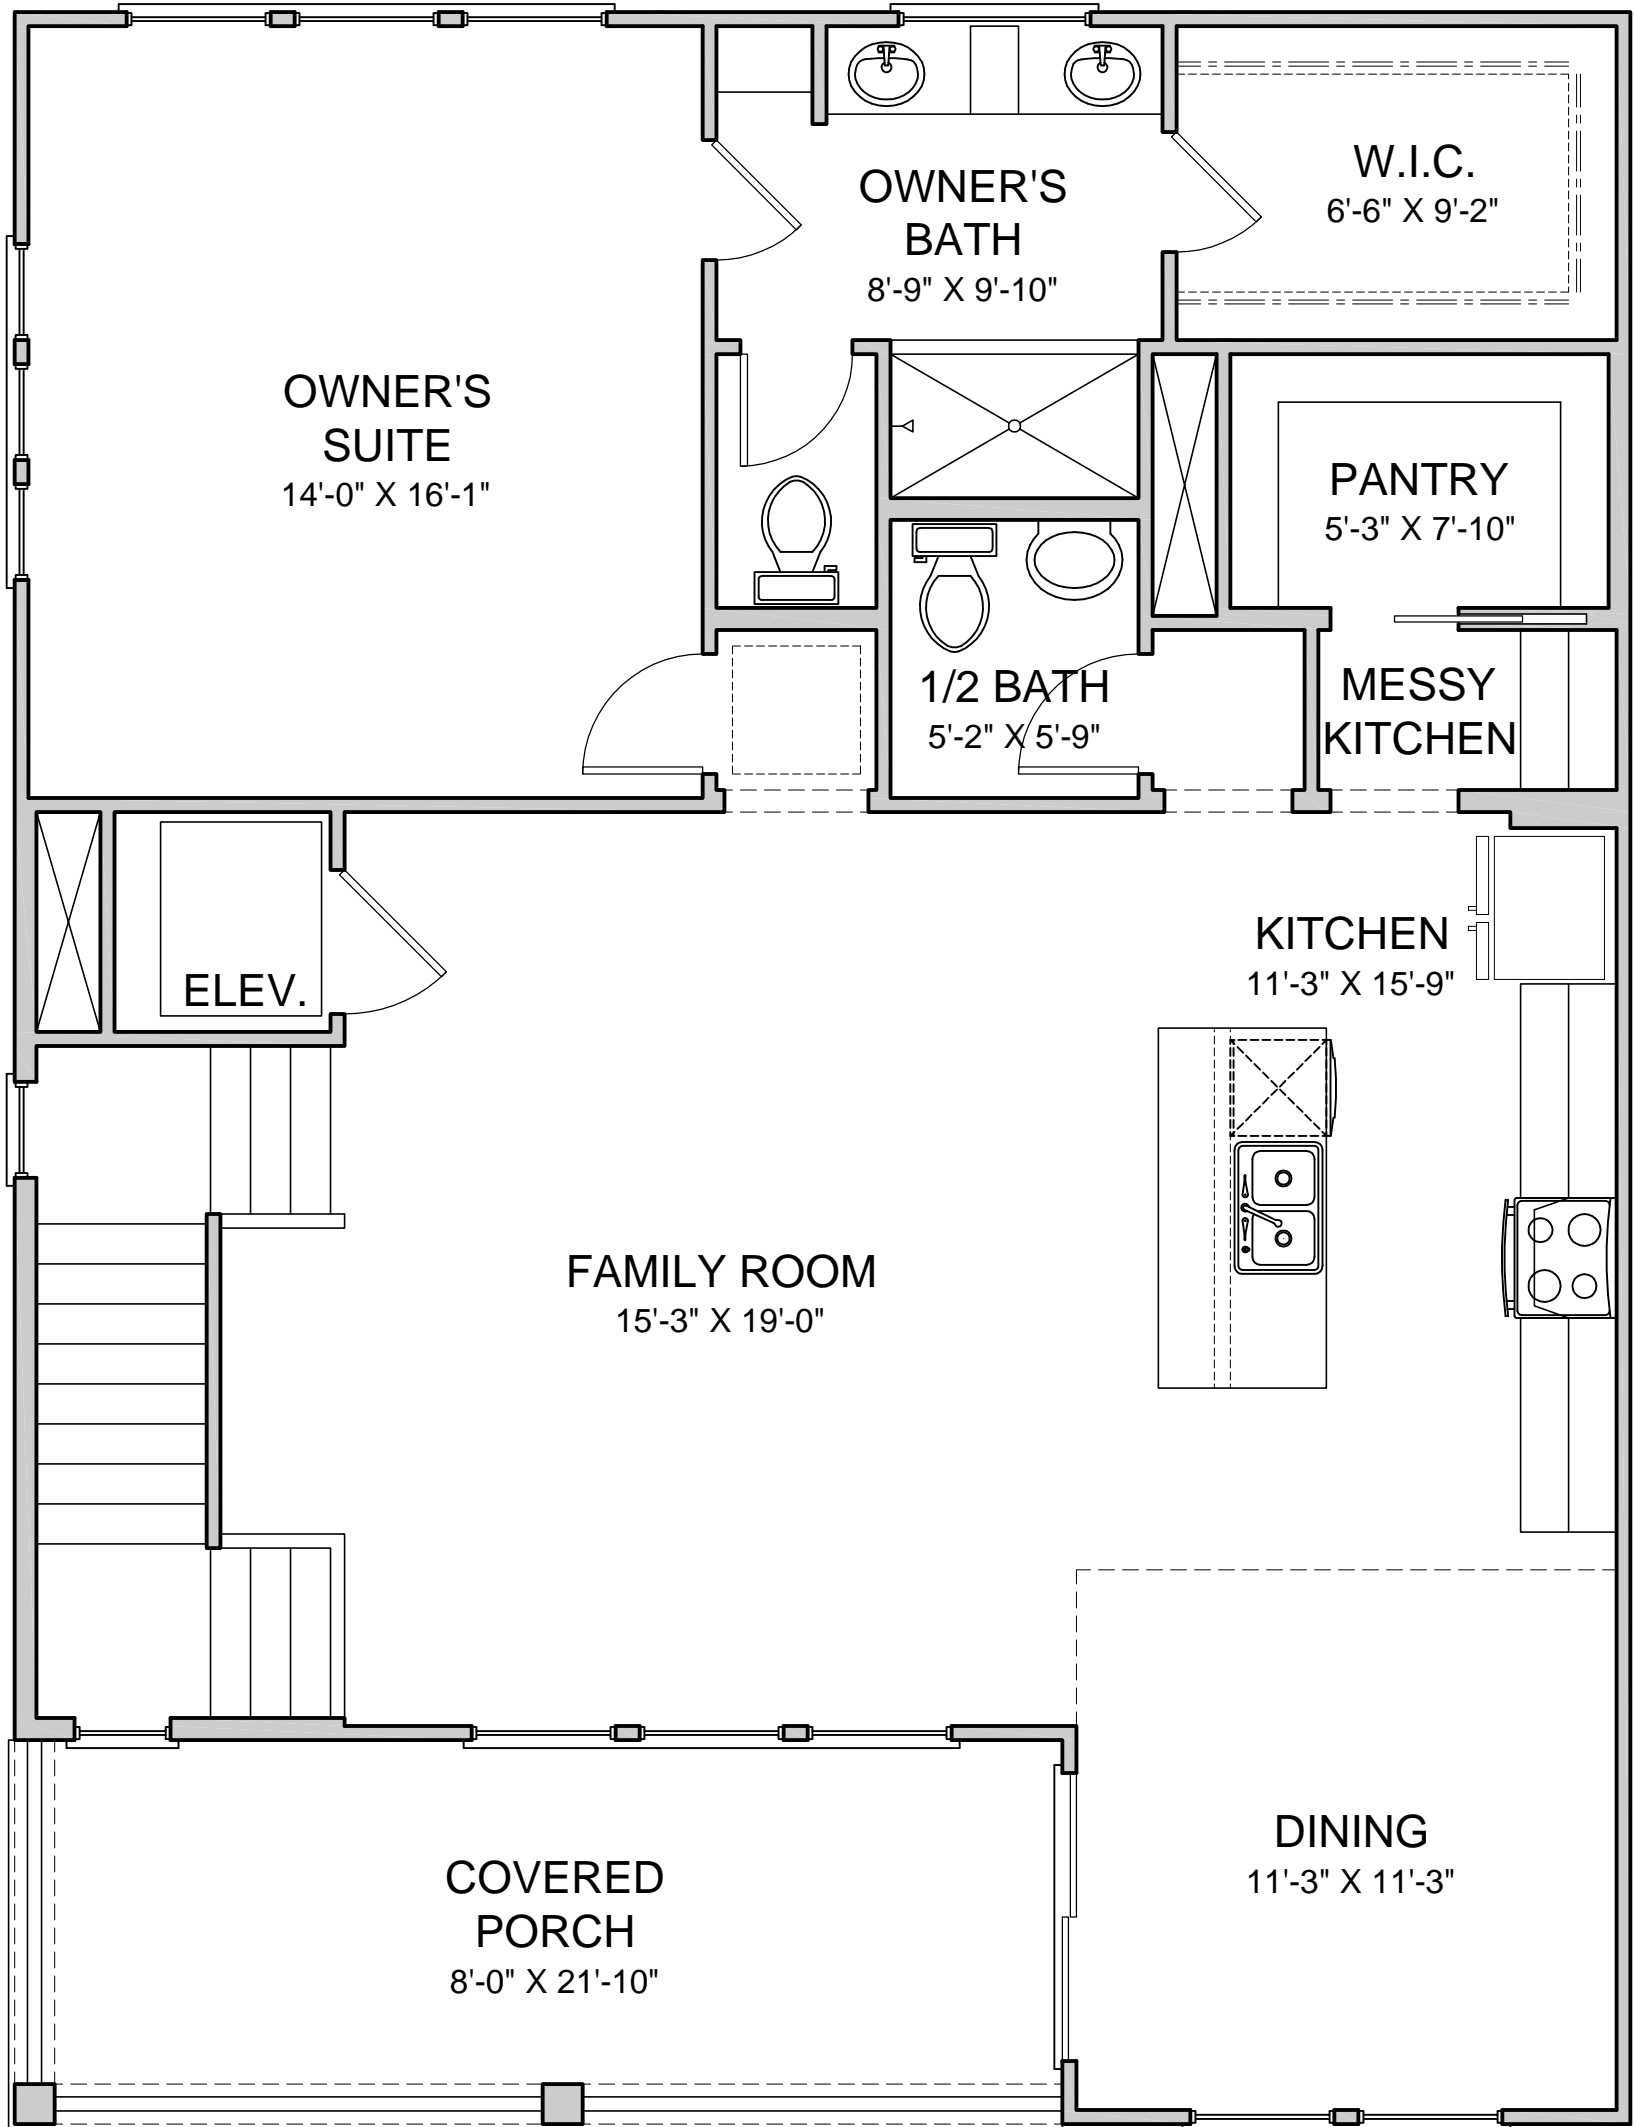 OWNER'S
BATH
8'-9" X 9'-10"
W.I.C.
6'-6" X 9'-2"
OWNER'S
SUITE
14'-0" X 16'-1"
PANTRY
5'-3" X 7'-10"
1/2 BATH
5'-2" X 5'-9"
MESSY
KITCHEN
ELEV.
KITCHEN
11'-3" X 15'-9"
FAMILY ROOM
15'-3" X 19'-0"
DINING
11'-3" X 11'-3"
COVERED
PORCH
8'-0" X 21'-10"